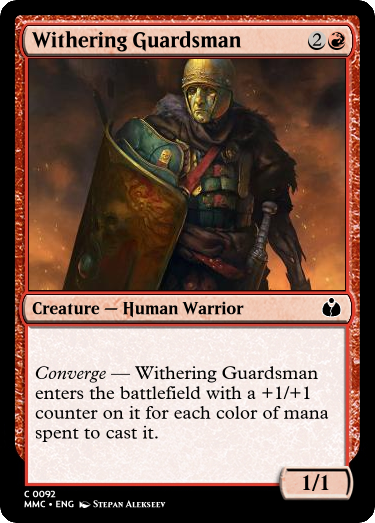 Withering Guardsman 2
Creature — Human Warrior
Converge — Withering Guardsman
enters the battlefield with a +1/+1
counter on it for each color of mana
spent to cast it.
1/1
C 0092
MMC • ENG Stepan Alekseev